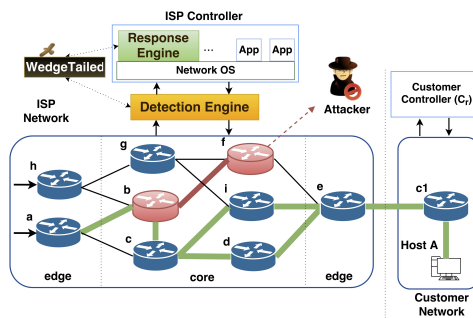 ISP Controller
Response
Engine
...
App
App
Network OS
WedgeTailed
Detection Engine
Attacker
Customer
Controller (Cr)
ISP
Network
g
f
h
b
i
e
c1
a
c
d
Host A
edge
core
edge
Customer
Network